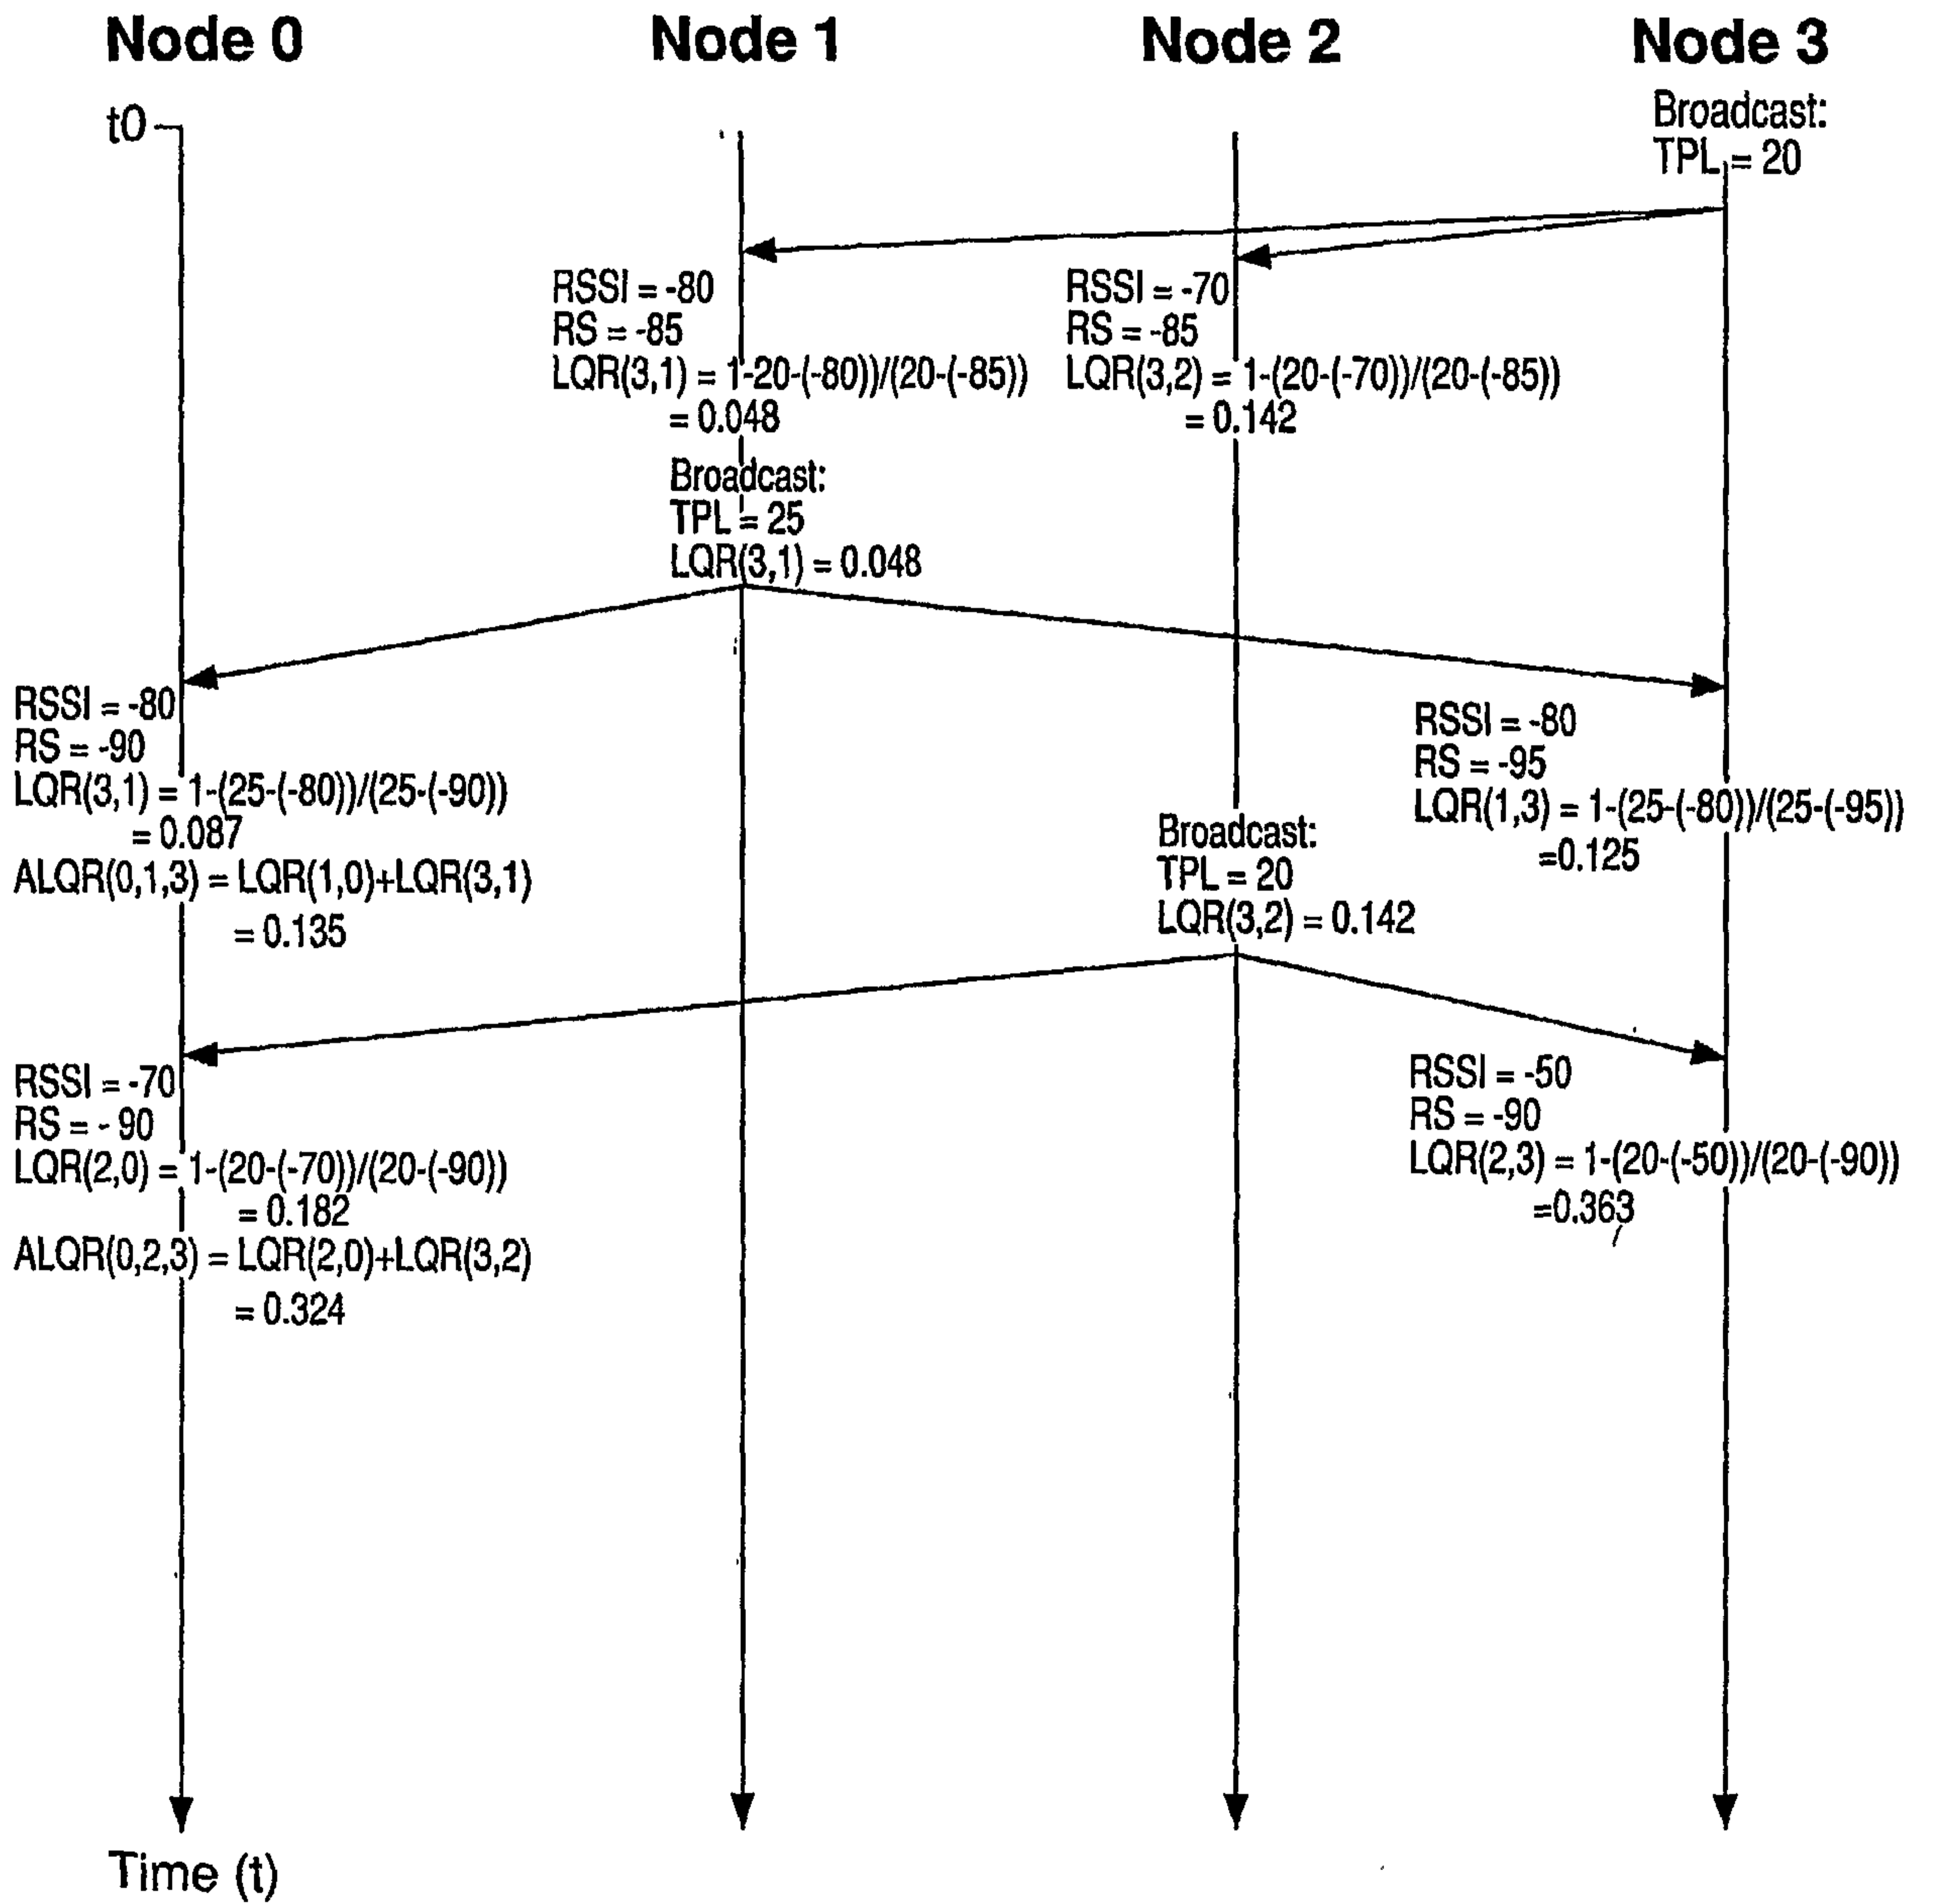 Node 0
Node 1
Node 2
Node 3
t0
Broadcast:
TPL = 20
RSSI = -80
RS = -85
LQR(3,1) = 1-20-(-80))/(20-(-85))
= 0.048
RSSI = -70
RS = -85
LQR(3,2) = 1-(20-(-70))/(20-(-85))
= 0.142
Broadcast:
TPL = 25
LQR(3,1) = 0.048
RSSI = -80
RS = -90
LQR(3,1) = 1-(25-(-80))/(25-(-90))
= 0.087
ALQR(0,1,3) = LQR(1,0)+LQR(3,1)
= 0.135
RSSI = -80
RS = -95
LQR(1,3) = 1-(25-(-80))/(25-(-95))
=0.125
Broadcast:
TPL = 20
LQR(3,2) = 0.142
RSSI = -70
RS = - 90
LQR(2,0) = 1-(20-(-70))/(20-(-90))
= 0.182
ALQR(0,2,3) = LQR(2,0)+LQR(3,2)
= 0.324
RSSI = -50
RS = -90
LQR(2,3) = 1-(20-(-50))/(20-(-90))
=0.363
Time (t)